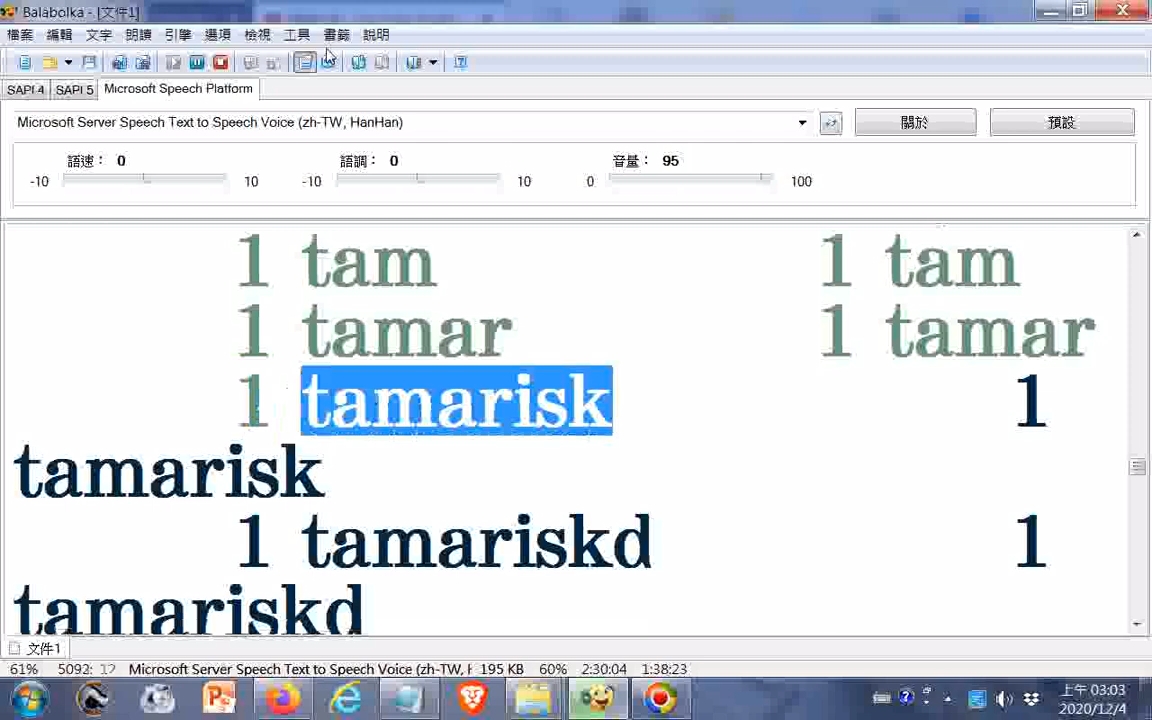 Balabolka - [文件1]
檔案 編輯 文字 朗讀 引擎 選項 檢視 工具 書籤 說明
SAPI 4 SAPI 5 Microsoft Speech Platform
Microsoft Server Speech Text to Speech Voice (zh-TW, HanHan) 關於 預設
語速： 0 語調： 0 音量： 95
-10 10 -10 10 0 100
1 tam 1 tam
1 tamar 1 tamar
1 tamarisk 1
tamarisk
1 tamariskd 1
tamariskd
文件1
61% 5092: 17 Microsoft Server Speech Text to Speech Voice (zh-TW, H 195 KB 60% 2:30:04 1:38:23
上午 03:03
2020/12/4